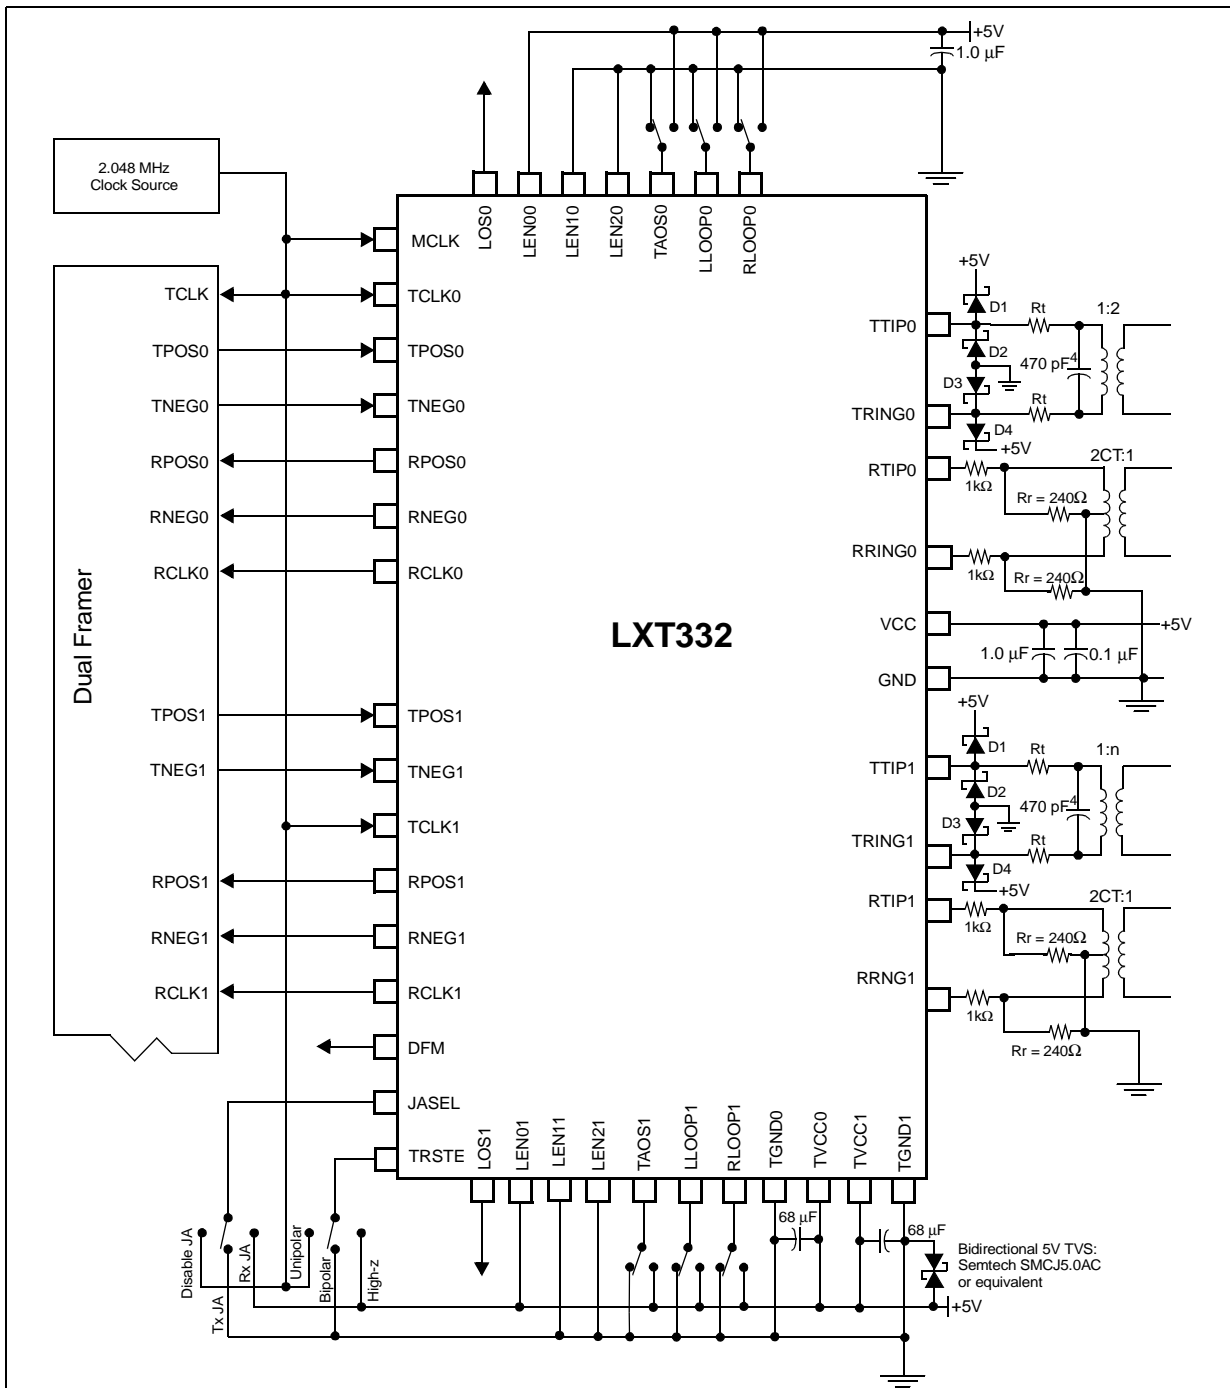 +5V
1.0 µF
2.048 MHz
Clock Source
LOS0
LEN00
LEN10
LEN20
TAOS0
LLOOP0
RLOOP0
Dual Framer
TCLK
TPOS0
TNEG0
RPOS0
RNEG0
RCLK0
TPOS1
TNEG1
RPOS1
RNEG1
RCLK1
MCLK
TCLK0
TPOS0
TNEG0
RPOS0
RNEG0
RCLK0
TPOS1
TNEG1
TCLK1
RPOS1
RNEG1
RCLK1
DFM
JASEL
TRSTE
LXT332
TTIP0
TRING0
RTIP0
RRING0
VCC
GND
TTIP1
TRING1
RTIP1
RRNG1
+5V
D1
Rt
1:2
D2
470 pF4
D3
Rt
D4
+5V
2CT:1
1kΩ
Rr = 240Ω
1kΩ
Rr = 240Ω
+5V
1.0 µF
0.1 µF
+5V
D1
Rt
1:n
D2
470 pF4
D3
Rt
D4
+5V
2CT:1
1kΩ
Rr = 240Ω
1kΩ
Rr = 240Ω
LOS1
LEN01
LEN11
LEN21
TAOS1
LLOOP1
RLOOP1
TGND0
TVCC0
TVCC1
TGND1
68 µF
68 µF
Bidirectional 5V TVS:
Semtech SMCJ5.0AC
or equivalent
+5V
Disable JA
Tx JA
Rx JA
Unipolar
Bipolar
High-z